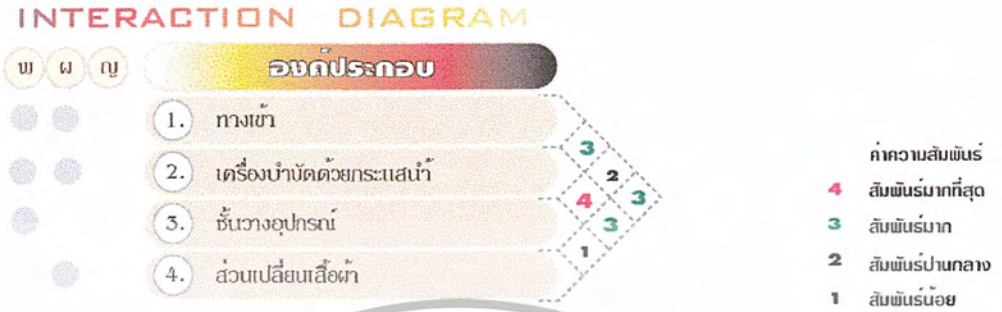 INTERACTION DIAGRAM
พ ผ ญ องค์ประกอบ
1. ทางเข้า
2. เครื่องบำบัดด้วยกระแสน้ำ
3. ชั้นวางอุปกรณ์
4. ส่วนเปลี่ยนเสื้อผ้า
3
2
4 3
3
1
ค่าความสัมพันธ์
4 สัมพันธ์มากที่สุด
3 สัมพันธ์มาก
2 สัมพันธ์ปานกลาง
1 สัมพันธ์น้อย